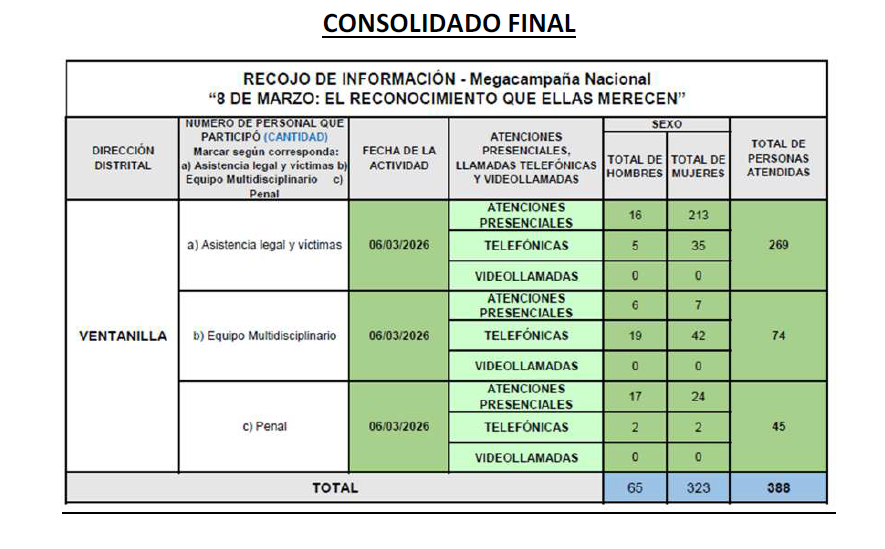 CONSOLIDADO FINAL
RECOJO DE INFORMACIÓN - Megacampaña Nacional
“8 DE MARZO: EL RECONOCIMIENTO QUE ELLAS MERECEN”
DIRECCIÓN
DISTRITAL
NUMERO DE PERSONAL QUE
PARTICIPÓ (CANTIDAD)
Marcar según corresponda:
a) Asistencia legal y víctimas b)
Equipo Multidisciplinario c)
Penal
FECHA DE LA
ACTIVIDAD
ATENCIONES
PRESENCIALES,
LLAMADAS TELEFÓNICAS
Y VIDEOLLAMADAS
SEXO
TOTAL DE
HOMBRES
TOTAL DE
MUJERES
TOTAL DE
PERSONAS
ATENDIDAS
VENTANILLA
a) Asistencia legal y víctimas
06/03/2026
ATENCIONES
PRESENCIALES
16
213
TELEFÓNICAS
5
35
VIDEOLLAMADAS
0
0
269
b) Equipo Multidisciplinario
06/03/2026
ATENCIONES
PRESENCIALES
6
7
TELEFÓNICAS
19
42
VIDEOLLAMADAS
0
0
74
c) Penal
06/03/2026
ATENCIONES
PRESENCIALES
17
24
TELEFÓNICAS
2
2
VIDEOLLAMADAS
0
0
45
TOTAL
65
323
388